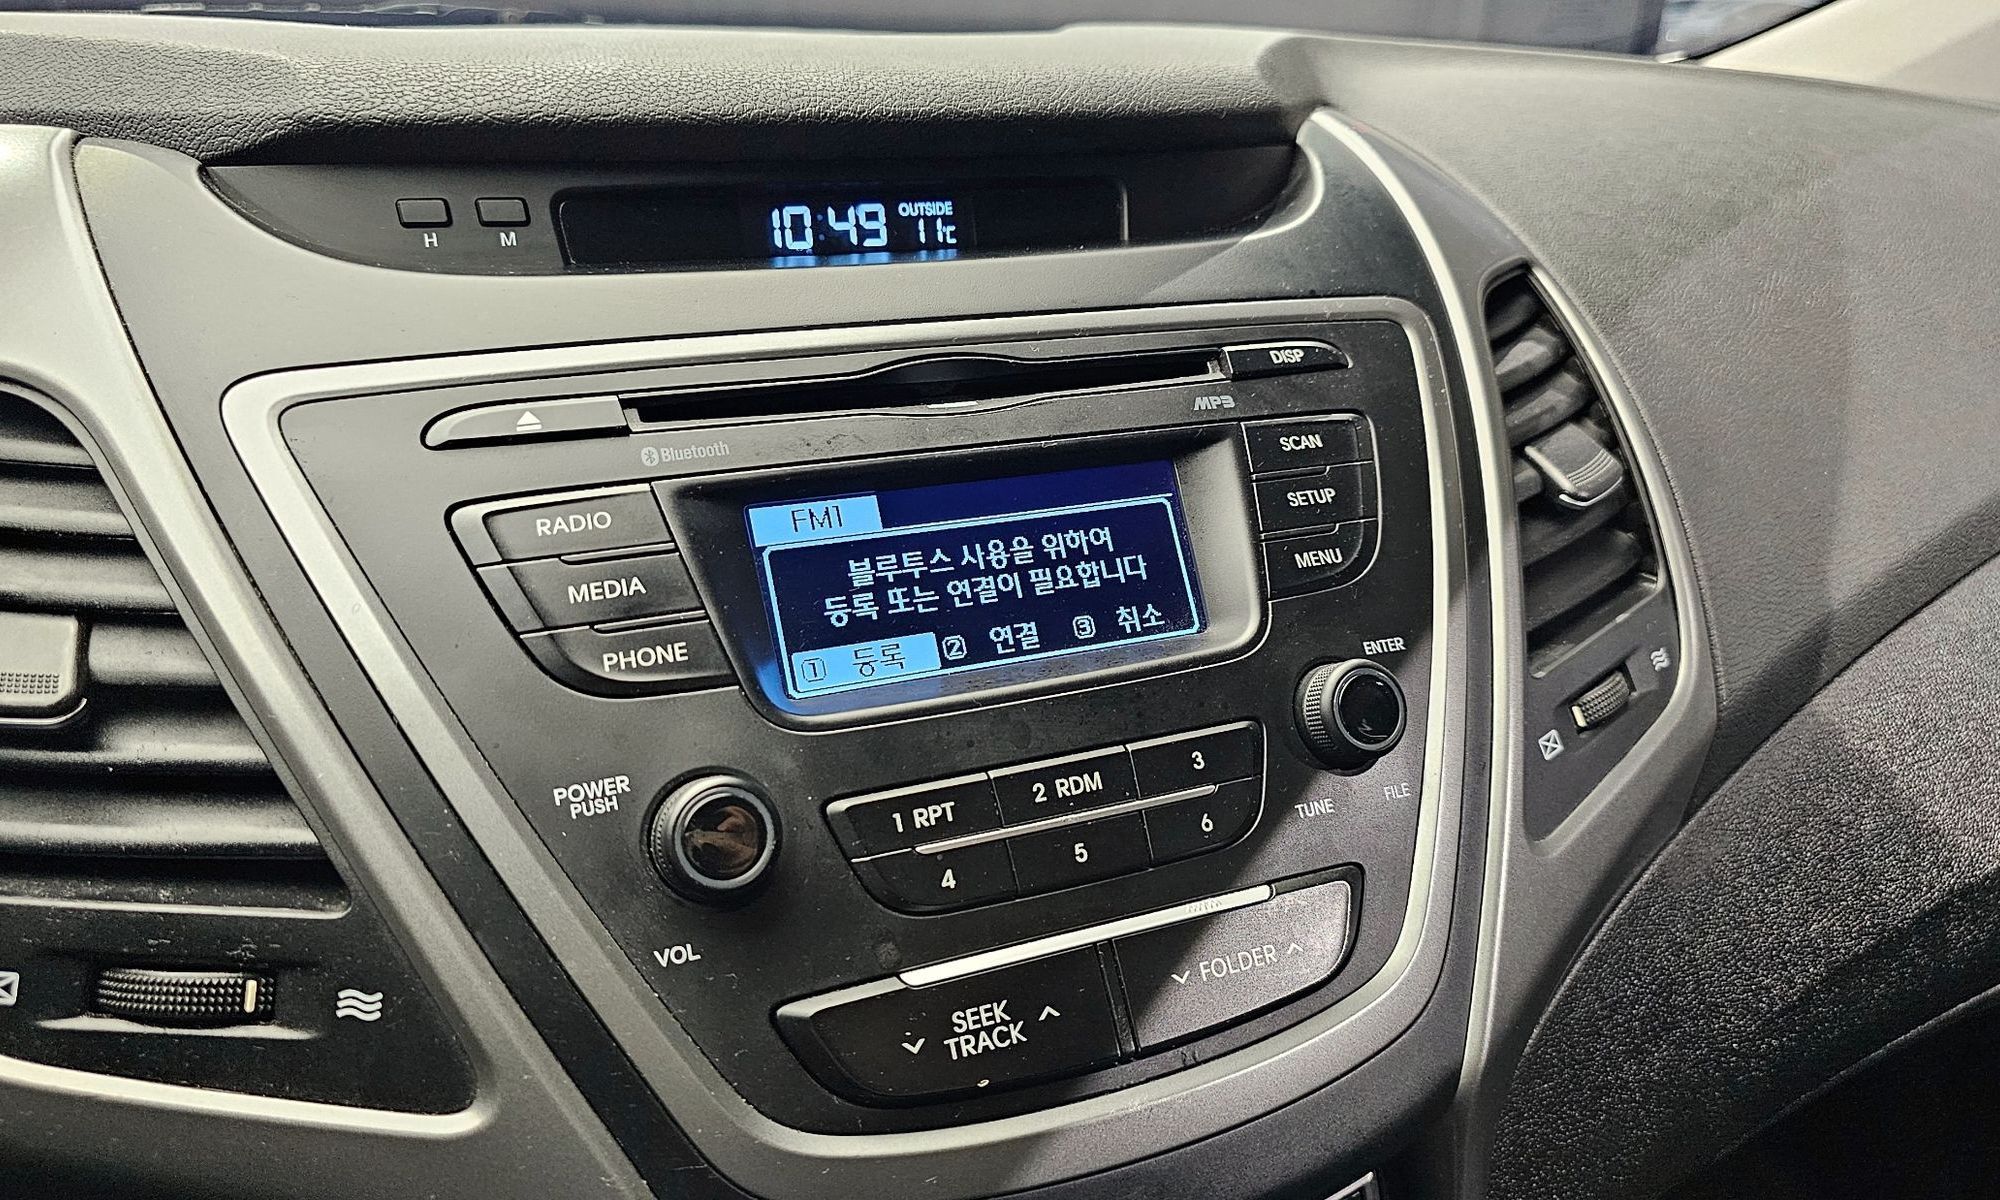 10:49 OUTSIDE 11℃
H M
DISP
MP3
Bluetooth
SCAN
RADIO
SETUP
MEDIA
MENU
PHONE
FM1
블루투스 사용을 위하여
등록 또는 연결이 필요합니다
① 등록 ② 연결 ③ 취소
ENTER
POWER
PUSH
1 RPT 2 RDM 3
4 5 6
TUNE FILE
VOL
SEEK
TRACK
FOLDER